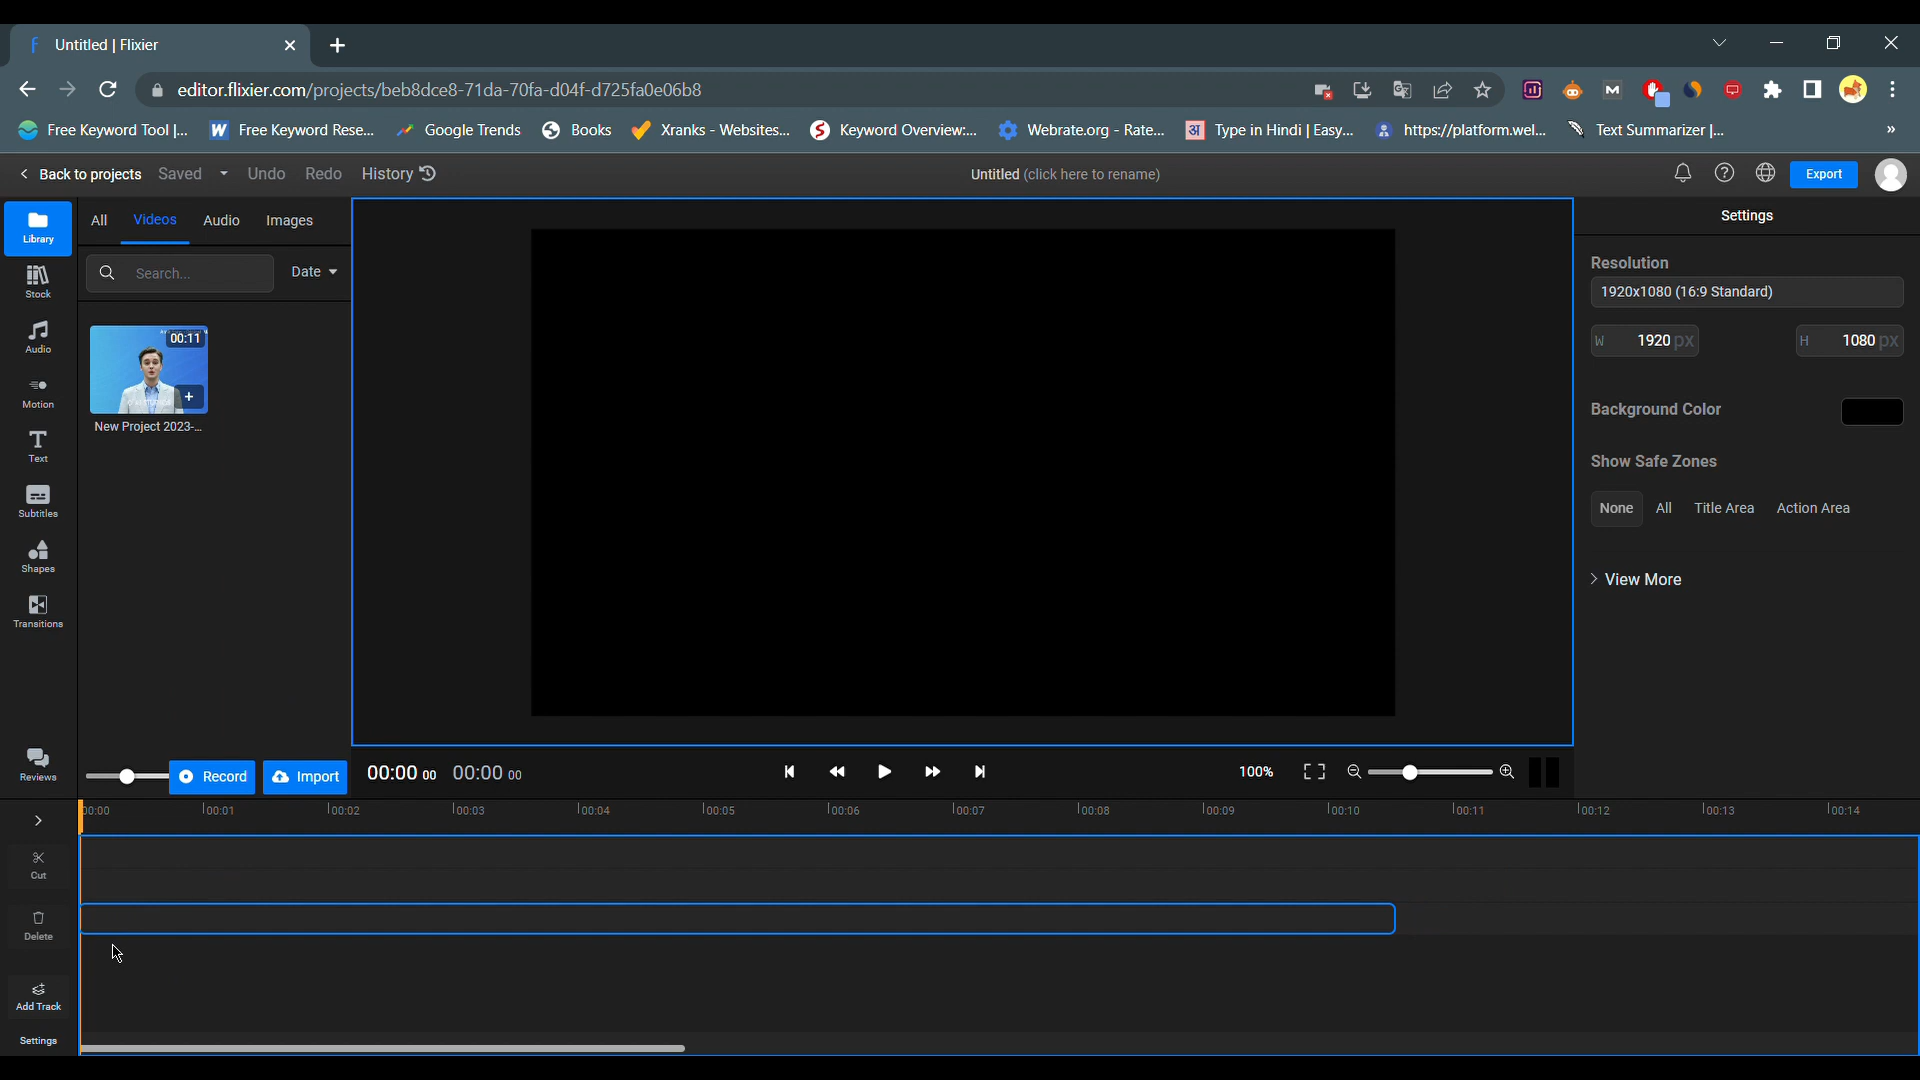 Untitled | Flixier
editor.flixier.com/projects/beb8dce8-71da-70fa-d04f-d725fa0e06b8
Free Keyword Tool |... Free Keyword Rese... Google Trends Books Xranks - Websites... Keyword Overview:... Webrate.org - Rate... Type in Hindi | Easy... https://platform.wel... Text Summarizer |... »
Back to projects Saved Undo Redo History Untitled (click here to rename) Export
Library
Stock
Audio
Motion
Text
Subtitles
Shapes
Transitions
Reviews
All Videos Audio Images
Search... Date
00:11
New Project 2023-...
Record Import
Settings
Resolution
1920x1080 (16:9 Standard)
W 1920 px H 1080 px
Background Color
Show Safe Zones
None All Title Area Action Area
View More
00:00 00 00:00 00 100%
00:00 00:01 00:02 00:03 00:04 00:05 00:06 00:07 00:08 00:09 00:10 00:11 00:12 00:13 00:14
Cut
Delete
Add Track
Settings